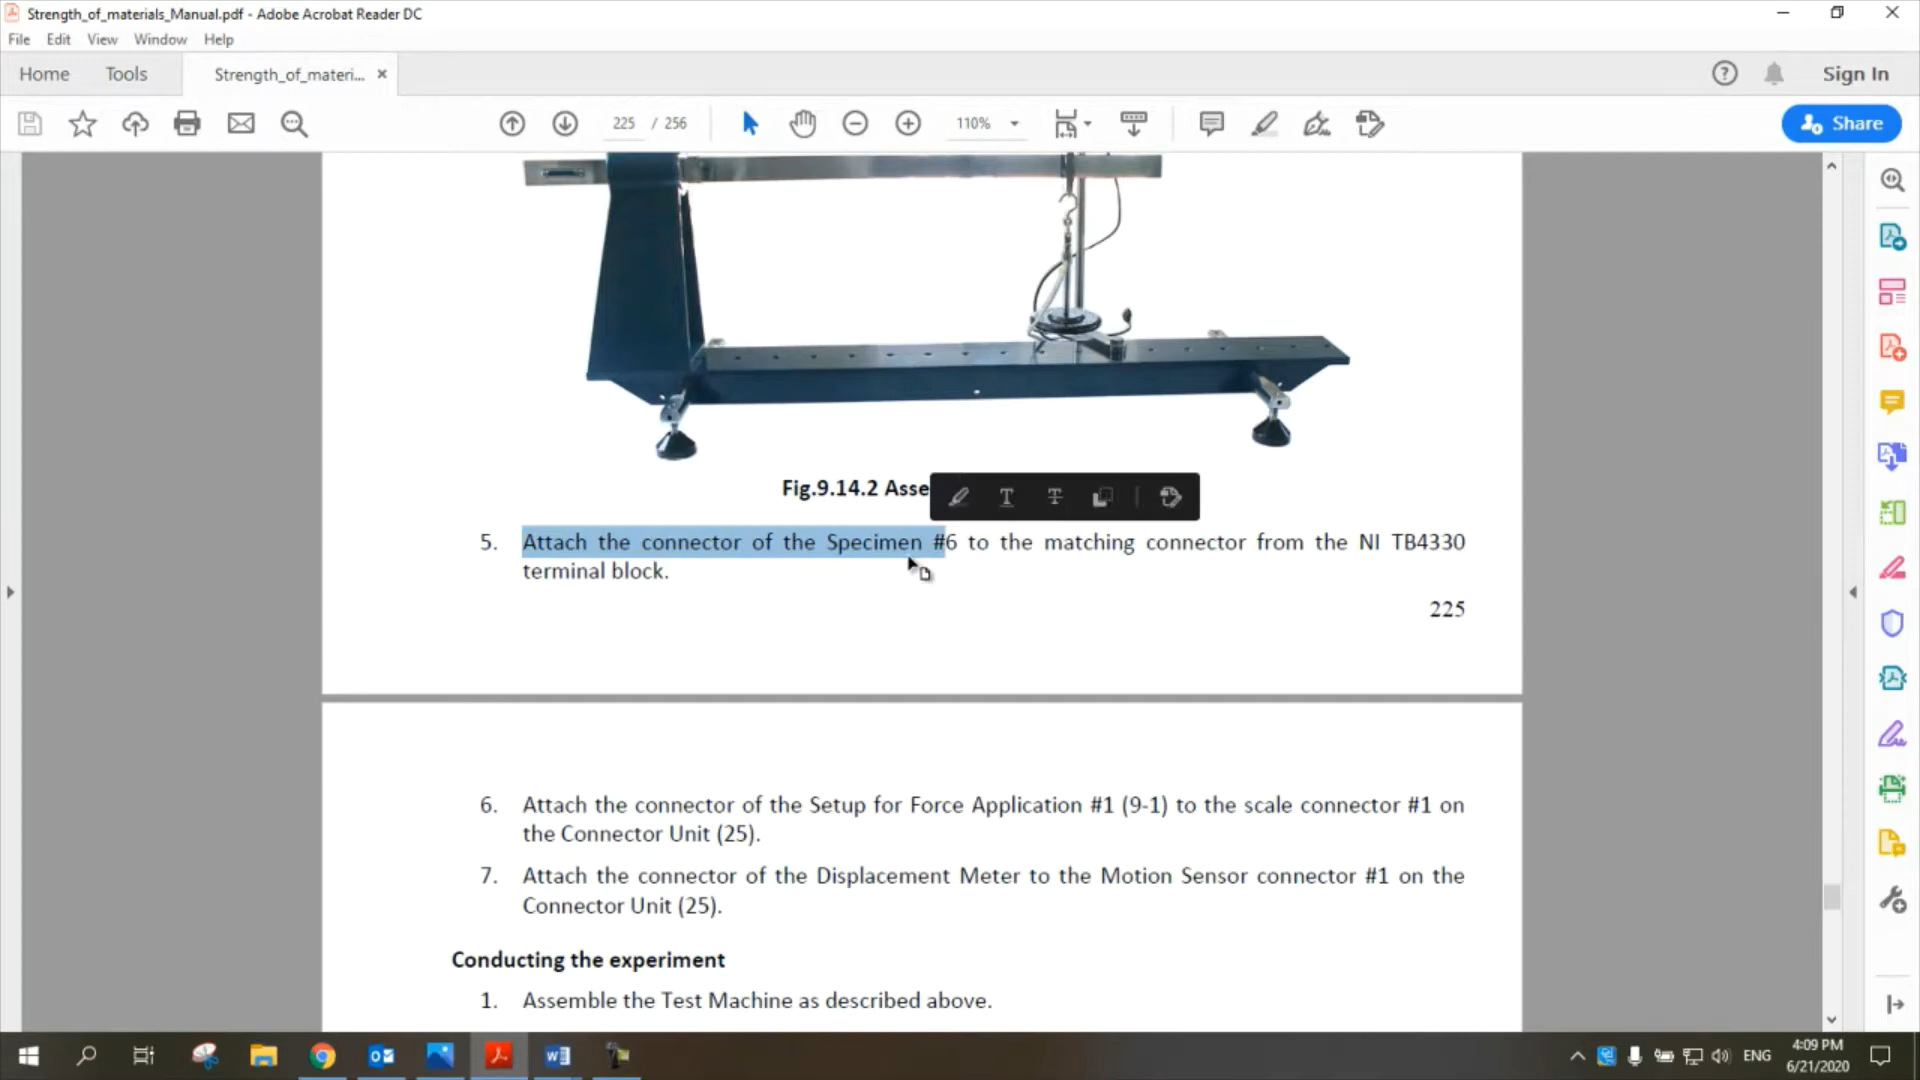 Strength_of_materials_Manual.pdf - Adobe Acrobat Reader DC
File Edit View Window Help
Home Tools Strength_of_materi...
Sign In
225 / 256
110%
Share
Fig.9.14.2 Asse
5. Attach the connector of the Specimen #6 to the matching connector from the NI TB4330
terminal block.
225
6. Attach the connector of the Setup for Force Application #1 (9-1) to the scale connector #1 on
the Connector Unit (25).
7. Attach the connector of the Displacement Meter to the Motion Sensor connector #1 on the
Connector Unit (25).
Conducting the experiment
1. Assemble the Test Machine as described above.
ENG
4:09 PM
6/21/2020